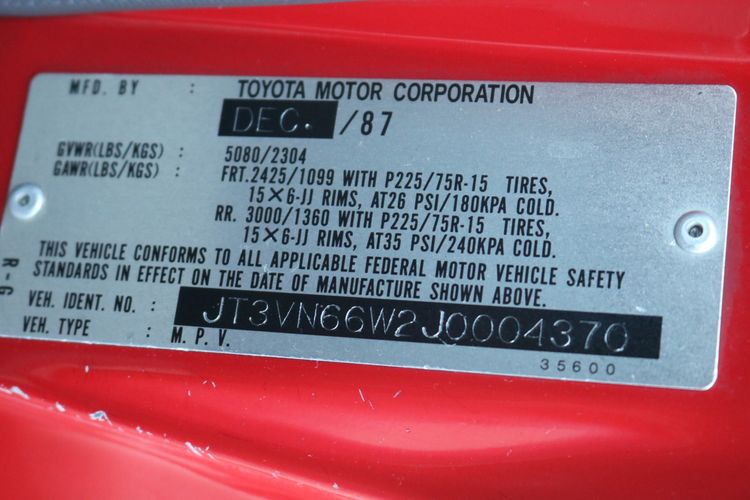 MFD. BY : TOYOTA MOTOR CORPORATION
DEC. /87
GVWR(LBS/KGS) : 5080/2304
GAWR(LBS/KGS) : FRT. 2425/1099 WITH P225/75R-15 TIRES,
15×6-JJ RIMS, AT26 PSI/180KPA COLD.
RR. 3000/1360 WITH P225/75R-15 TIRES,
15×6-JJ RIMS, AT35 PSI/240KPA COLD.
THIS VEHICLE CONFORMS TO ALL APPLICABLE FEDERAL MOTOR VEHICLE SAFETY
STANDARDS IN EFFECT ON THE DATE OF MANUFACTURE SHOWN ABOVE.
VEH. IDENT. NO. : JT3VN66W2J0004370
VEH. TYPE : M.P.V.
35600
R-G